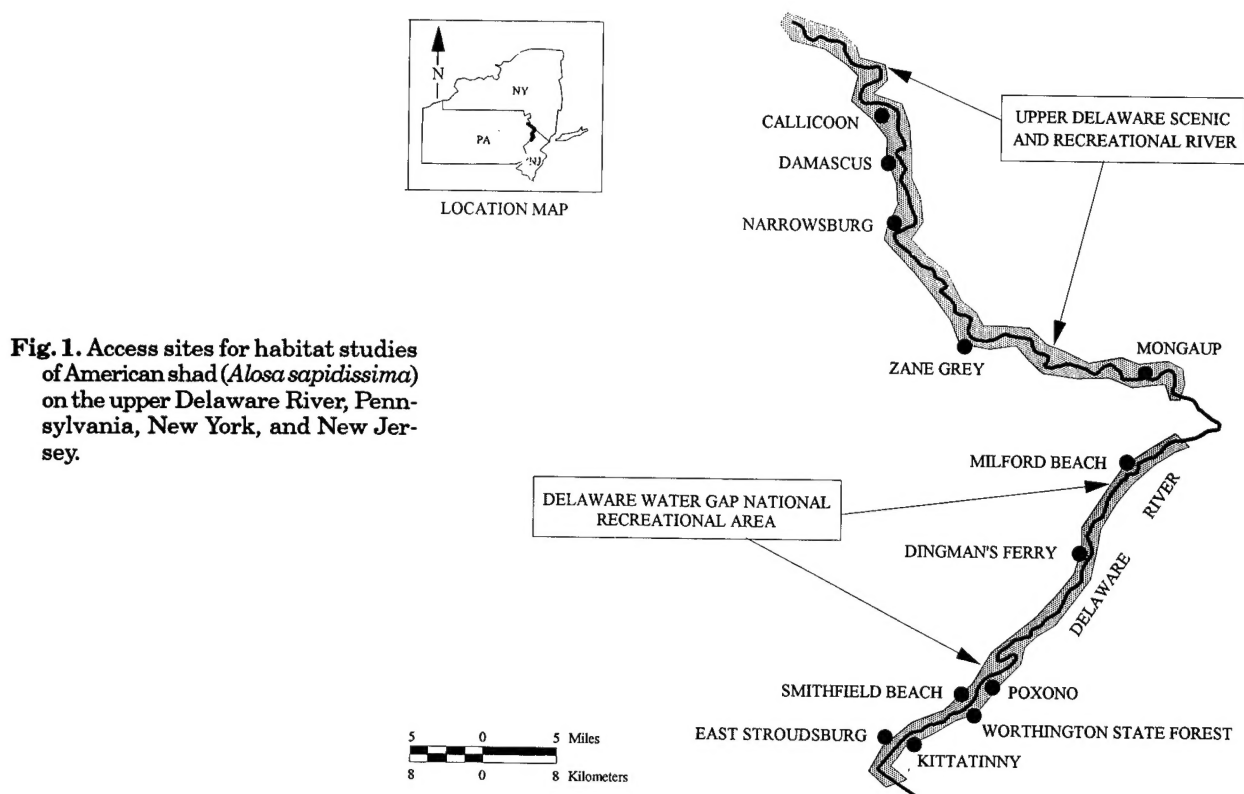 N
NY
PA
NJ
LOCATION MAP
CALLICOON
DAMASCUS
NARROWSBURG
ZANE GREY
MONGAUP
UPPER DELAWARE SCENIC
AND RECREATIONAL RIVER
Fig. 1. Access sites for habitat studies
of American shad (Alosa sapidissima)
on the upper Delaware River, Penn-
sylvania, New York, and New Jer-
sey.
MILFORD BEACH
DELAWARE WATER GAP NATIONAL
RECREATIONAL AREA
DELAWARE RIVER
DINGMAN'S FERRY
SMITHFIELD BEACH
POXONO
WORTHINGTON STATE FOREST
EAST STROUDSBURG
KITTATINNY
5 0 5 Miles
8 0 8 Kilometers